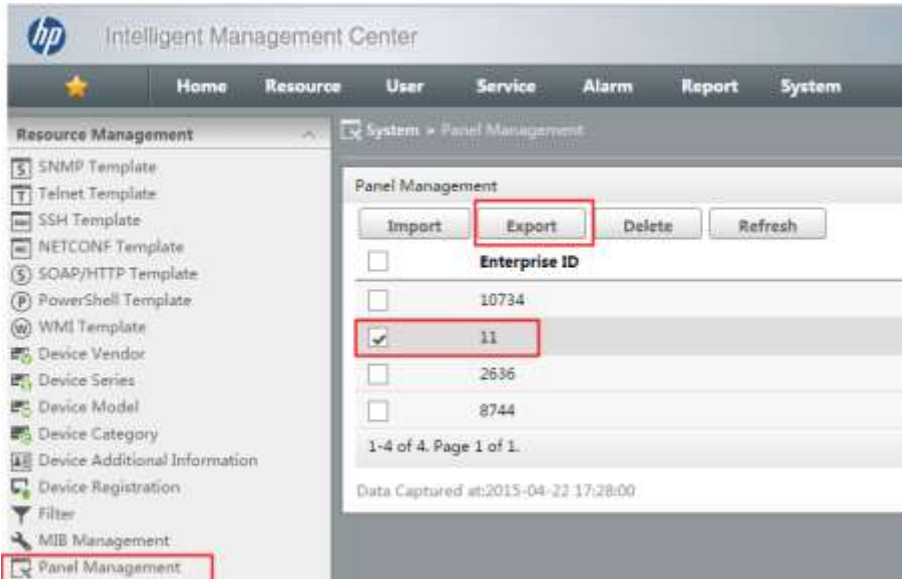 hp Intelligent Management Center
Home Resource User Service Alarm Report System
Resource Management
SNMP Template
Telnet Template
SSH Template
NETCONF Template
SOAP/HTTP Template
PowerShell Template
WMI Template
Device Vendor
Device Series
Device Model
Device Category
Device Additional Information
Device Registration
Filter
MIB Management
Panel Management
System > Panel Management
Panel Management
Import Export Delete Refresh
Enterprise ID
10734
11
2636
8744
1-4 of 4. Page 1 of 1.
Data Captured at:2015-04-22 17:28:00